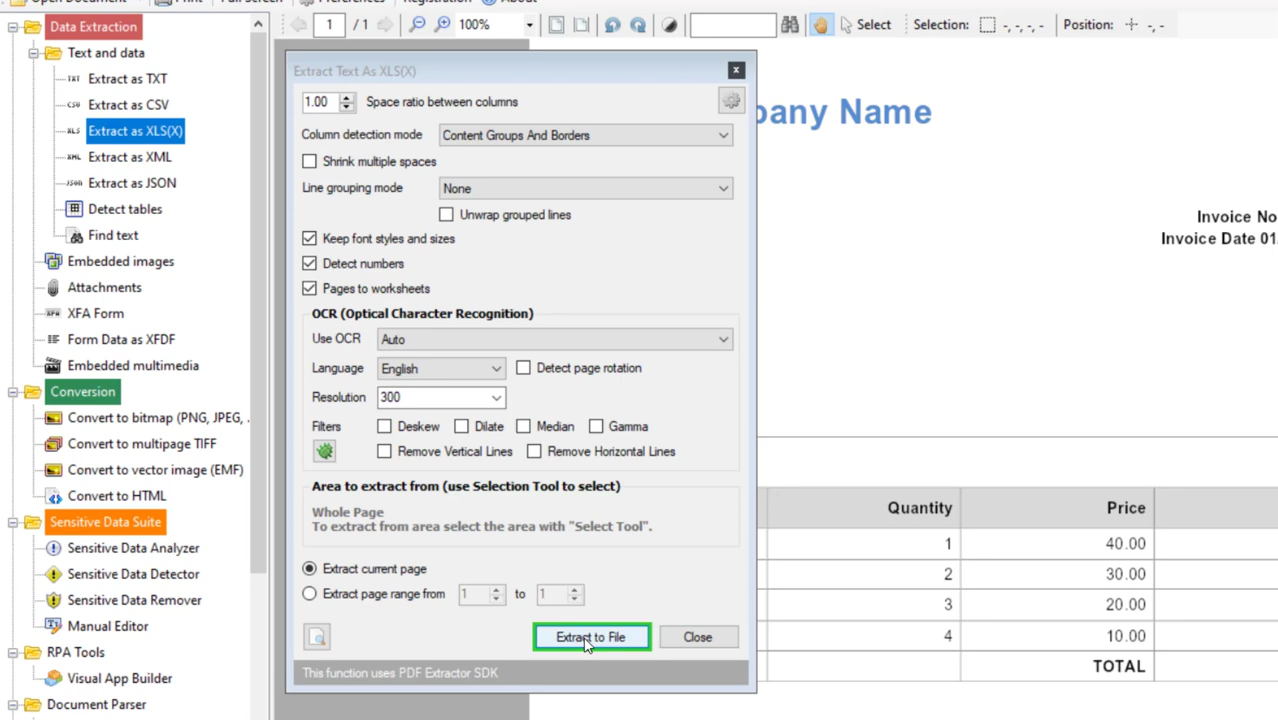 Open Document Print Full Screen Preferences Registration About
1 / 1 100% Select Selection: -,-,-,- Position: -,-
Data Extraction
Text and data
TXT Extract as TXT
CSV Extract as CSV
XLS Extract as XLS(X)
XML Extract as XML
JSON Extract as JSON
Detect tables
Find text
Embedded images
Attachments
XFA Form
Form Data as XFDF
Embedded multimedia
Conversion
Convert to bitmap (PNG, JPEG, .
Convert to multipage TIFF
Convert to vector image (EMF)
Convert to HTML
Sensitive Data Suite
Sensitive Data Analyzer
Sensitive Data Detector
Sensitive Data Remover
Manual Editor
RPA Tools
Visual App Builder
Document Parser
Extract Text As XLS(X) x
1.00 Space ratio between columns
Column detection mode Content Groups And Borders
Shrink multiple spaces
Line grouping mode None
Unwrap grouped lines
Keep font styles and sizes
Detect numbers
Pages to worksheets
OCR (Optical Character Recognition)
Use OCR Auto
Language English Detect page rotation
Resolution 300
Filters Deskew Dilate Median Gamma
Remove Vertical Lines Remove Horizontal Lines
Area to extract from (use Selection Tool to select)
Whole Page
To extract from area select the area with "Select Tool".
Extract current page
Extract page range from 1 to 1
Extract to File Close
This function uses PDF Extractor SDK
pany Name
Invoice No
Invoice Date 01
Quantity Price
1 40.00
2 30.00
3 20.00
4 10.00
TOTAL